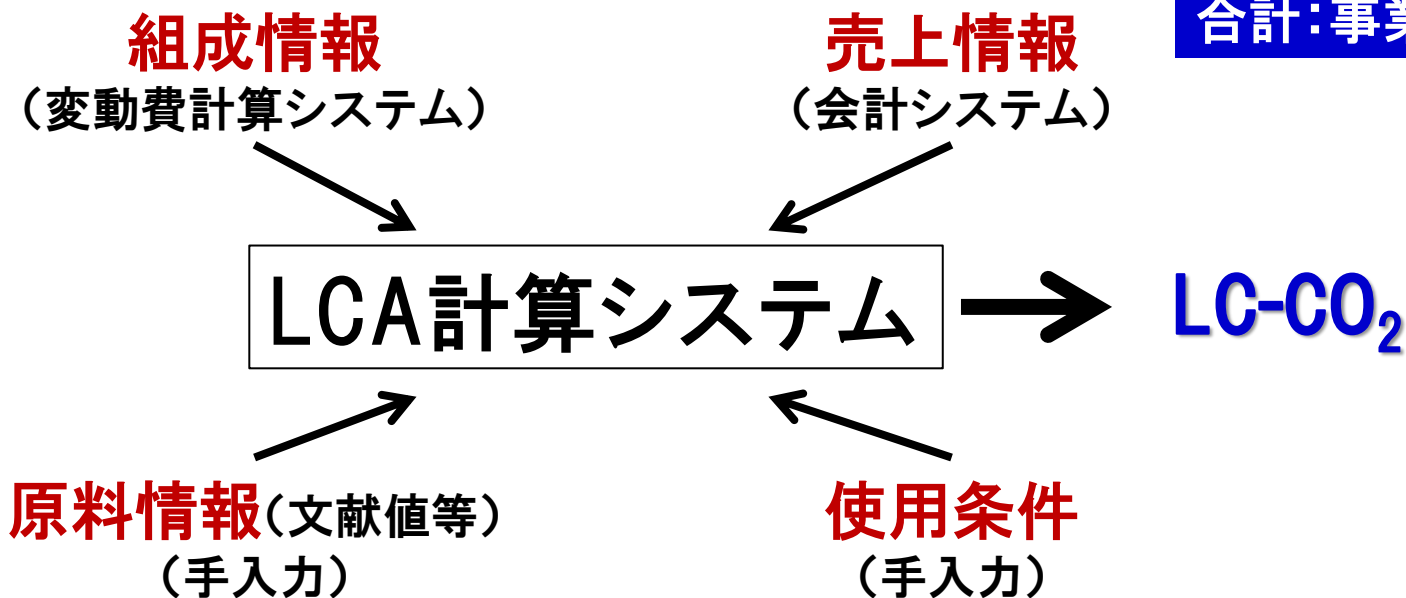 組成情報
（変動費計算システム）
売上情報
（会計システム）
合計：事業
LCA計算システム
LC-CO₂
原料情報（文献値等）
（手入力）
使用条件
（手入力）